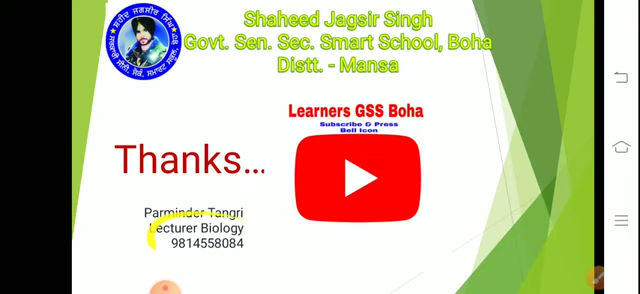 Shaheed Jagsir Singh
Govt. Sen. Sec. Smart School, Boha
Distt. - Mansa
Learners GSS Boha
Subscribe & Press
Bell Icon
Thanks...
Parminder Tangri
Lecturer Biology
9814558084